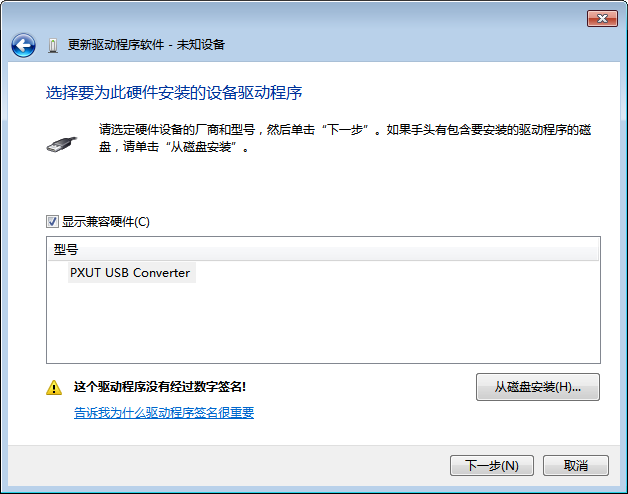 更新驱动程序软件 - 未知设备
选择要为此硬件安装的设备驱动程序
请选定硬件设备的厂商和型号，然后单击“下一步”。如果手头有包含要安装的驱动程序的磁
盘，请单击“从磁盘安装”。
显示兼容硬件(C)
型号
PXUT USB Converter
这个驱动程序没有经过数字签名!
从磁盘安装(H)...
告诉我为什么驱动程序签名很重要
下一步(N)
取消